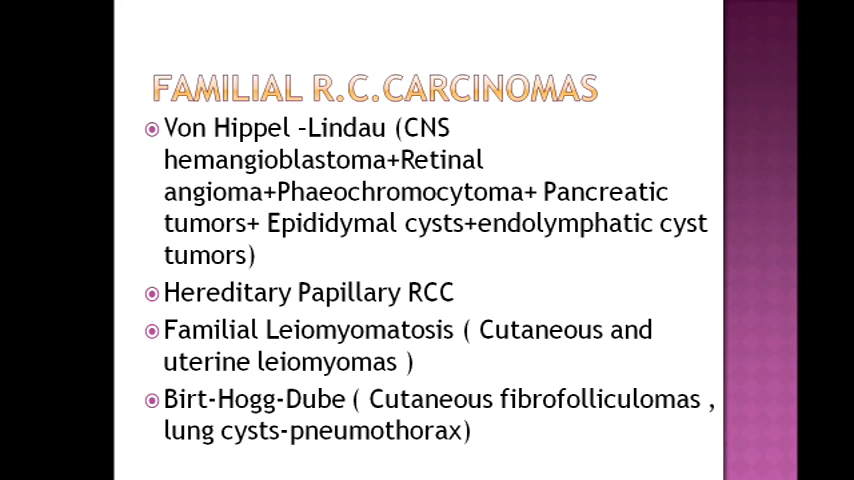 FAMILIAL R.C.CARCINOMAS
Von Hippel -Lindau (CNS
hemangioblastoma+Retinal
angioma+Phaeochromocytoma+ Pancreatic
tumors+ Epididymal cysts+endolymphatic cyst
tumors)
Hereditary Papillary RCC
Familial Leiomyomatosis ( Cutaneous and
uterine leiomyomas )
Birt-Hogg-Dube ( Cutaneous fibrofolliculomas ,
lung cysts-pneumothorax)